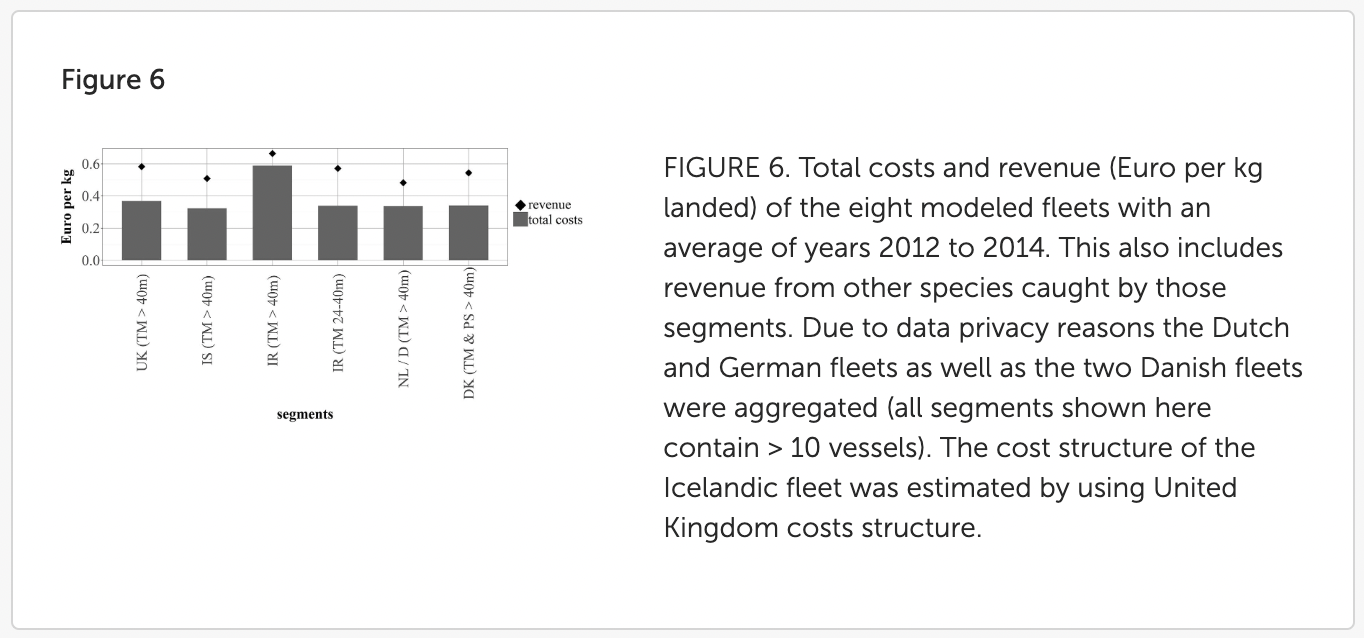 Figure 6
0.6
0.4
0.2
0.0
Euro per kg
revenue
total costs
UK (TM > 40m)
IS (TM > 40m)
IR (TM > 40m)
IR (TM 24-40m)
NL / D (TM > 40m)
DK (TM & PS > 40m)
segments
FIGURE 6. Total costs and revenue (Euro per kg
landed) of the eight modeled fleets with an
average of years 2012 to 2014. This also includes
revenue from other species caught by those
segments. Due to data privacy reasons the Dutch
and German fleets as well as the two Danish fleets
were aggregated (all segments shown here
contain > 10 vessels). The cost structure of the
Icelandic fleet was estimated by using United
Kingdom costs structure.